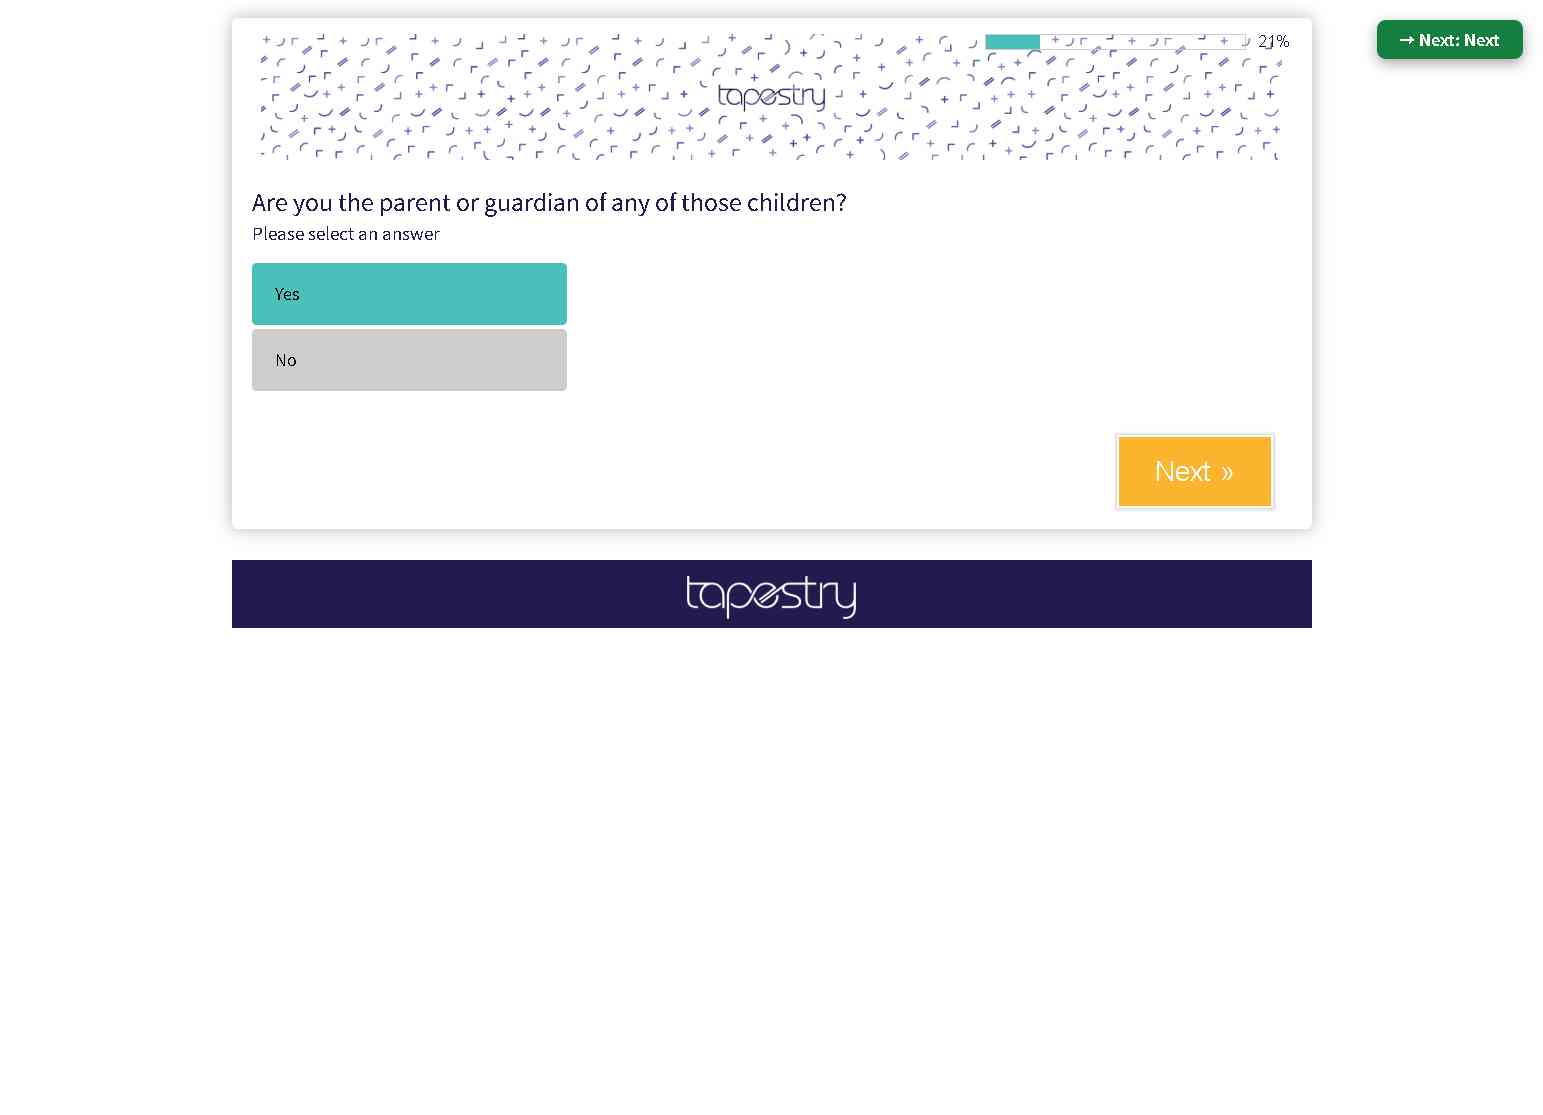 21%
→ Next: Next
tapestry
Are you the parent or guardian of any of those children?
Please select an answer
Yes
No
Next »
tapestry